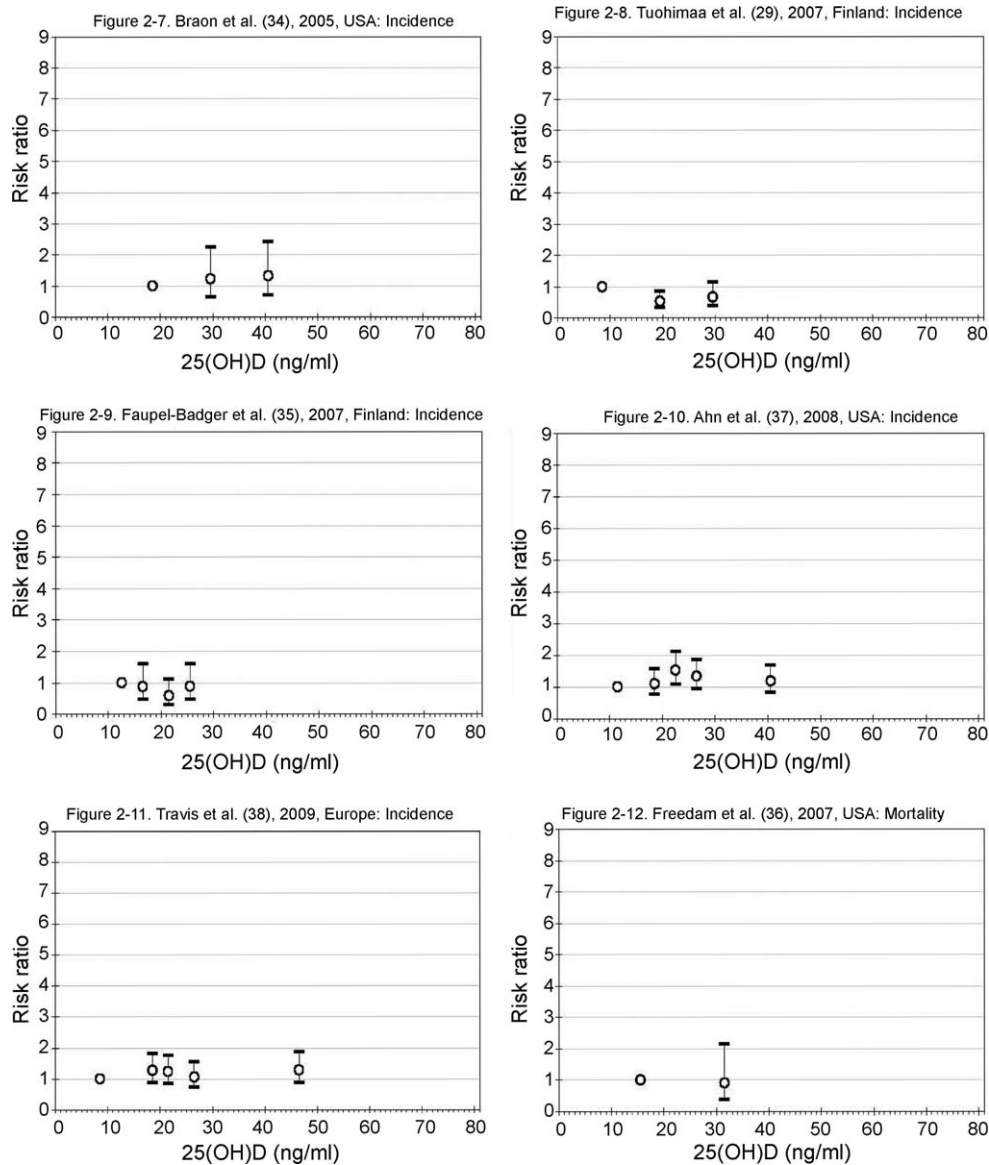 Figure 2-7. Braon et al. (34), 2005, USA: Incidence
9
8
7
6
5
4
3
2
1
0
Risk ratio
0 10 20 30 40 50 60 70 80
25(OH)D (ng/ml)
Figure 2-8. Tuohimaa et al. (29), 2007, Finland: Incidence
9
8
7
6
5
4
3
2
1
0
Risk ratio
0 10 20 30 40 50 60 70 80
25(OH)D (ng/ml)
Figure 2-9. Faupel-Badger et al. (35), 2007, Finland: Incidence
9
8
7
6
5
4
3
2
1
0
Risk ratio
0 10 20 30 40 50 60 70 80
25(OH)D (ng/ml)
Figure 2-10. Ahn et al. (37), 2008, USA: Incidence
9
8
7
6
5
4
3
2
1
0
Risk ratio
0 10 20 30 40 50 60 70 80
25(OH)D (ng/ml)
Figure 2-11. Travis et al. (38), 2009, Europe: Incidence
9
8
7
6
5
4
3
2
1
0
Risk ratio
0 10 20 30 40 50 60 70 80
25(OH)D (ng/ml)
Figure 2-12. Freedam et al. (36), 2007, USA: Mortality
9
8
7
6
5
4
3
2
1
0
Risk ratio
0 10 20 30 40 50 60 70 80
25(OH)D (ng/ml)